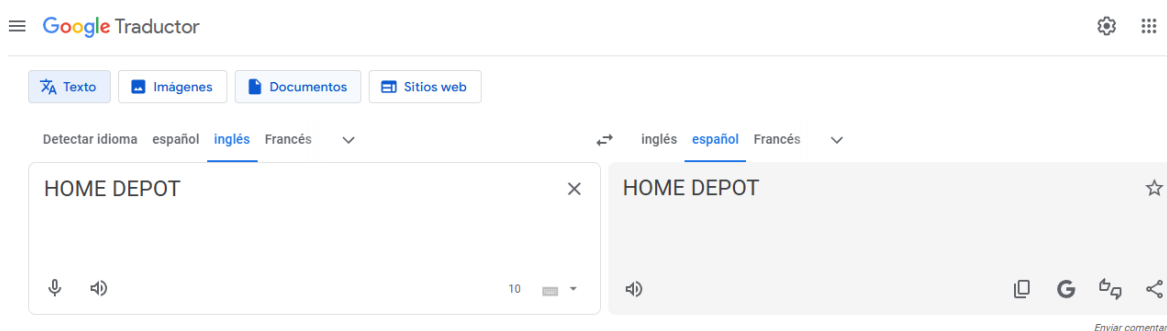 Google Traductor
Texto Imágenes Documentos Sitios web
Detectar idioma español inglés Francés inglés español Francés
HOME DEPOT HOME DEPOT
10
Enviar comentar